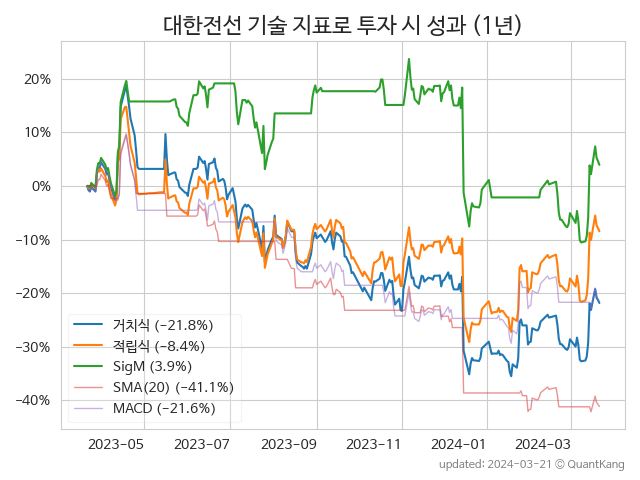 대한전선 기술 지표로 투자 시 성과 (1년)
20%
10%
0%
−10%
−20%
−30%
−40%
거치식 (−21.8%)
적립식 (−8.4%)
SigM (3.9%)
SMA(20) (−41.1%)
MACD (−21.6%)
2023-05
2023-07
2023-09
2023-11
2024-01
2024-03
updated: 2024-03-21 © QuantKang